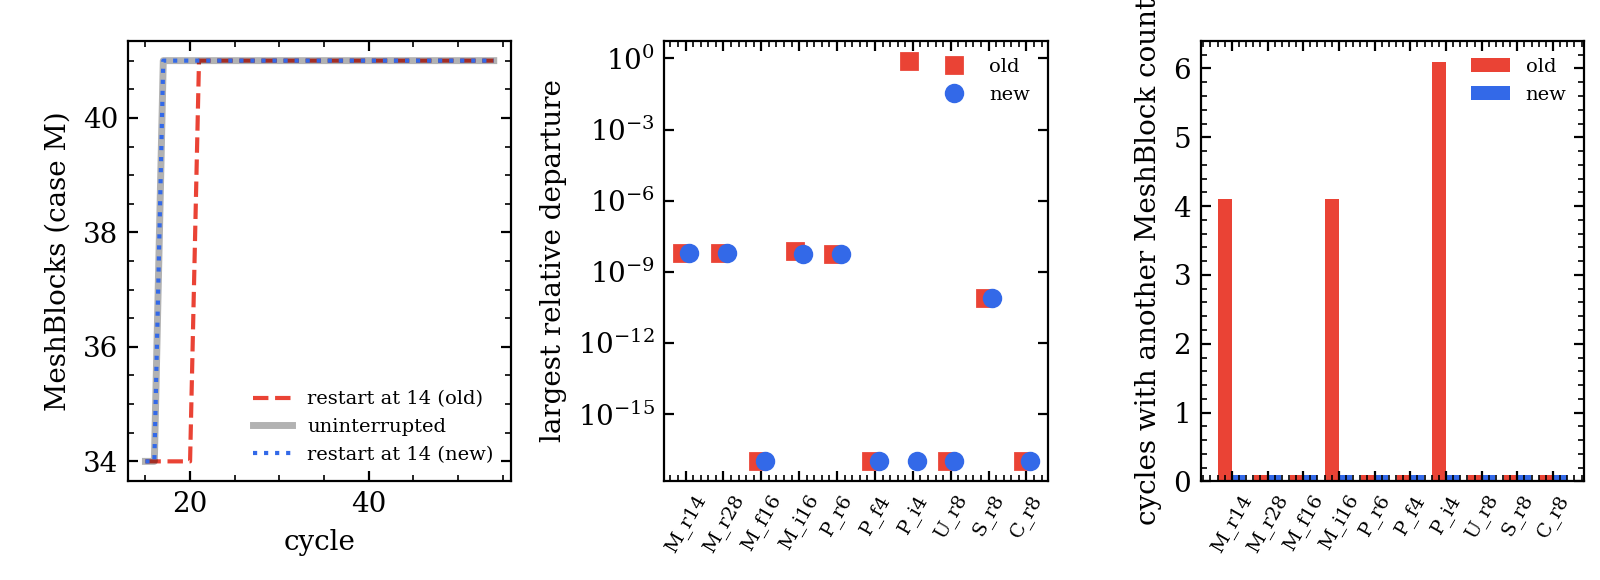 MeshBlocks (case M)
40
38
36
34
20
40
cycle
restart at 14 (old)
uninterrupted
restart at 14 (new)
largest relative departure
10^0
10^-3
10^-6
10^-9
10^-12
10^-15
old
new
M_r14
M_r28
M_f16
M_i16
P_r6
P_f4
P_i4
U_r8
S_r8
C_r8
cycles with another MeshBlock count
6
5
4
3
2
1
0
old
new
M_r14
M_r28
M_f16
M_i16
P_r6
P_f4
P_i4
U_r8
S_r8
C_r8